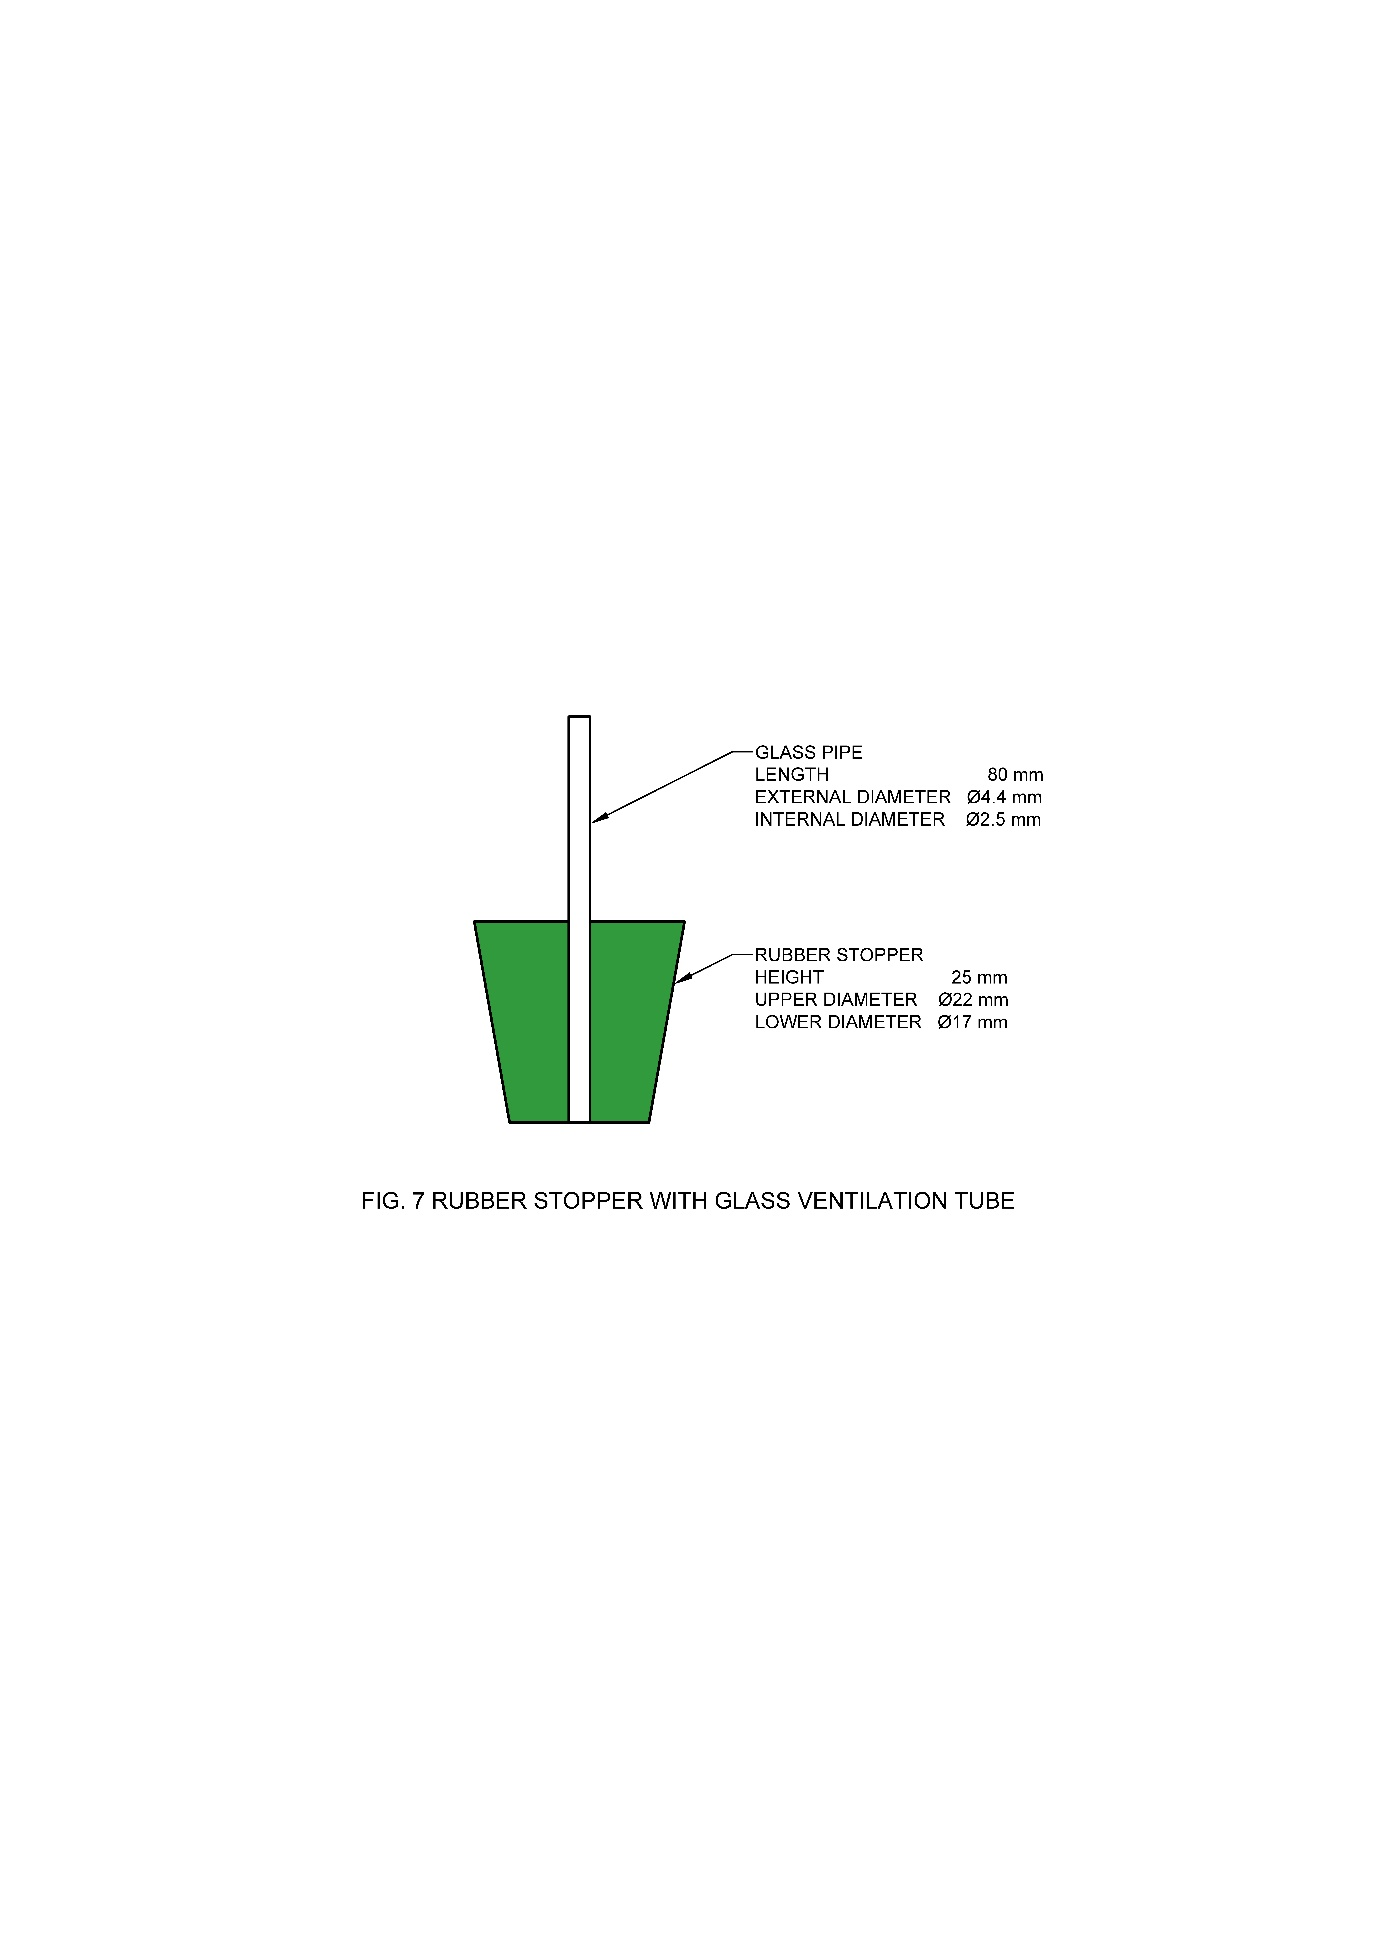 GLASS PIPE
LENGTH 80 mm
EXTERNAL DIAMETER Ø4.4 mm
INTERNAL DIAMETER Ø2.5 mm
RUBBER STOPPER
HEIGHT 25 mm
UPPER DIAMETER Ø22 mm
LOWER DIAMETER Ø17 mm
FIG. 7 RUBBER STOPPER WITH GLASS VENTILATION TUBE